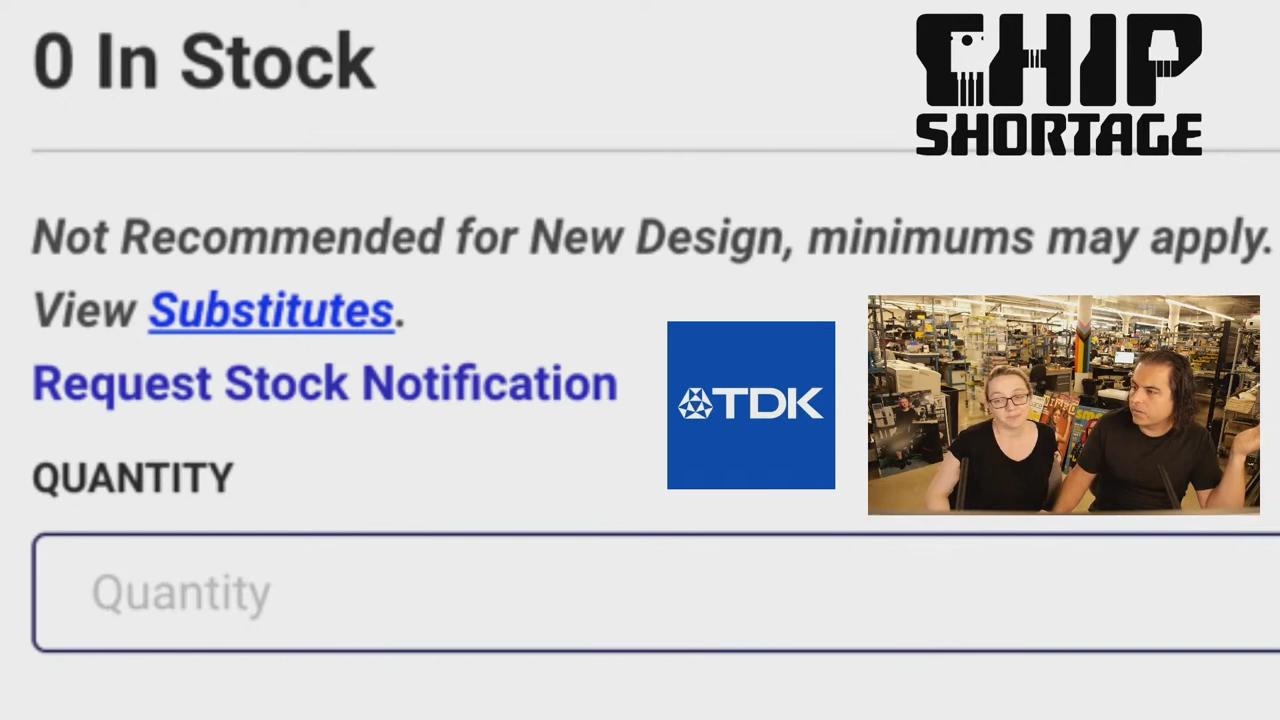 0 In Stock
CHIP
SHORTAGE
Not Recommended for New Design, minimums may apply.
View Substitutes.
Request Stock Notification
TDK
QUANTITY
Quantity